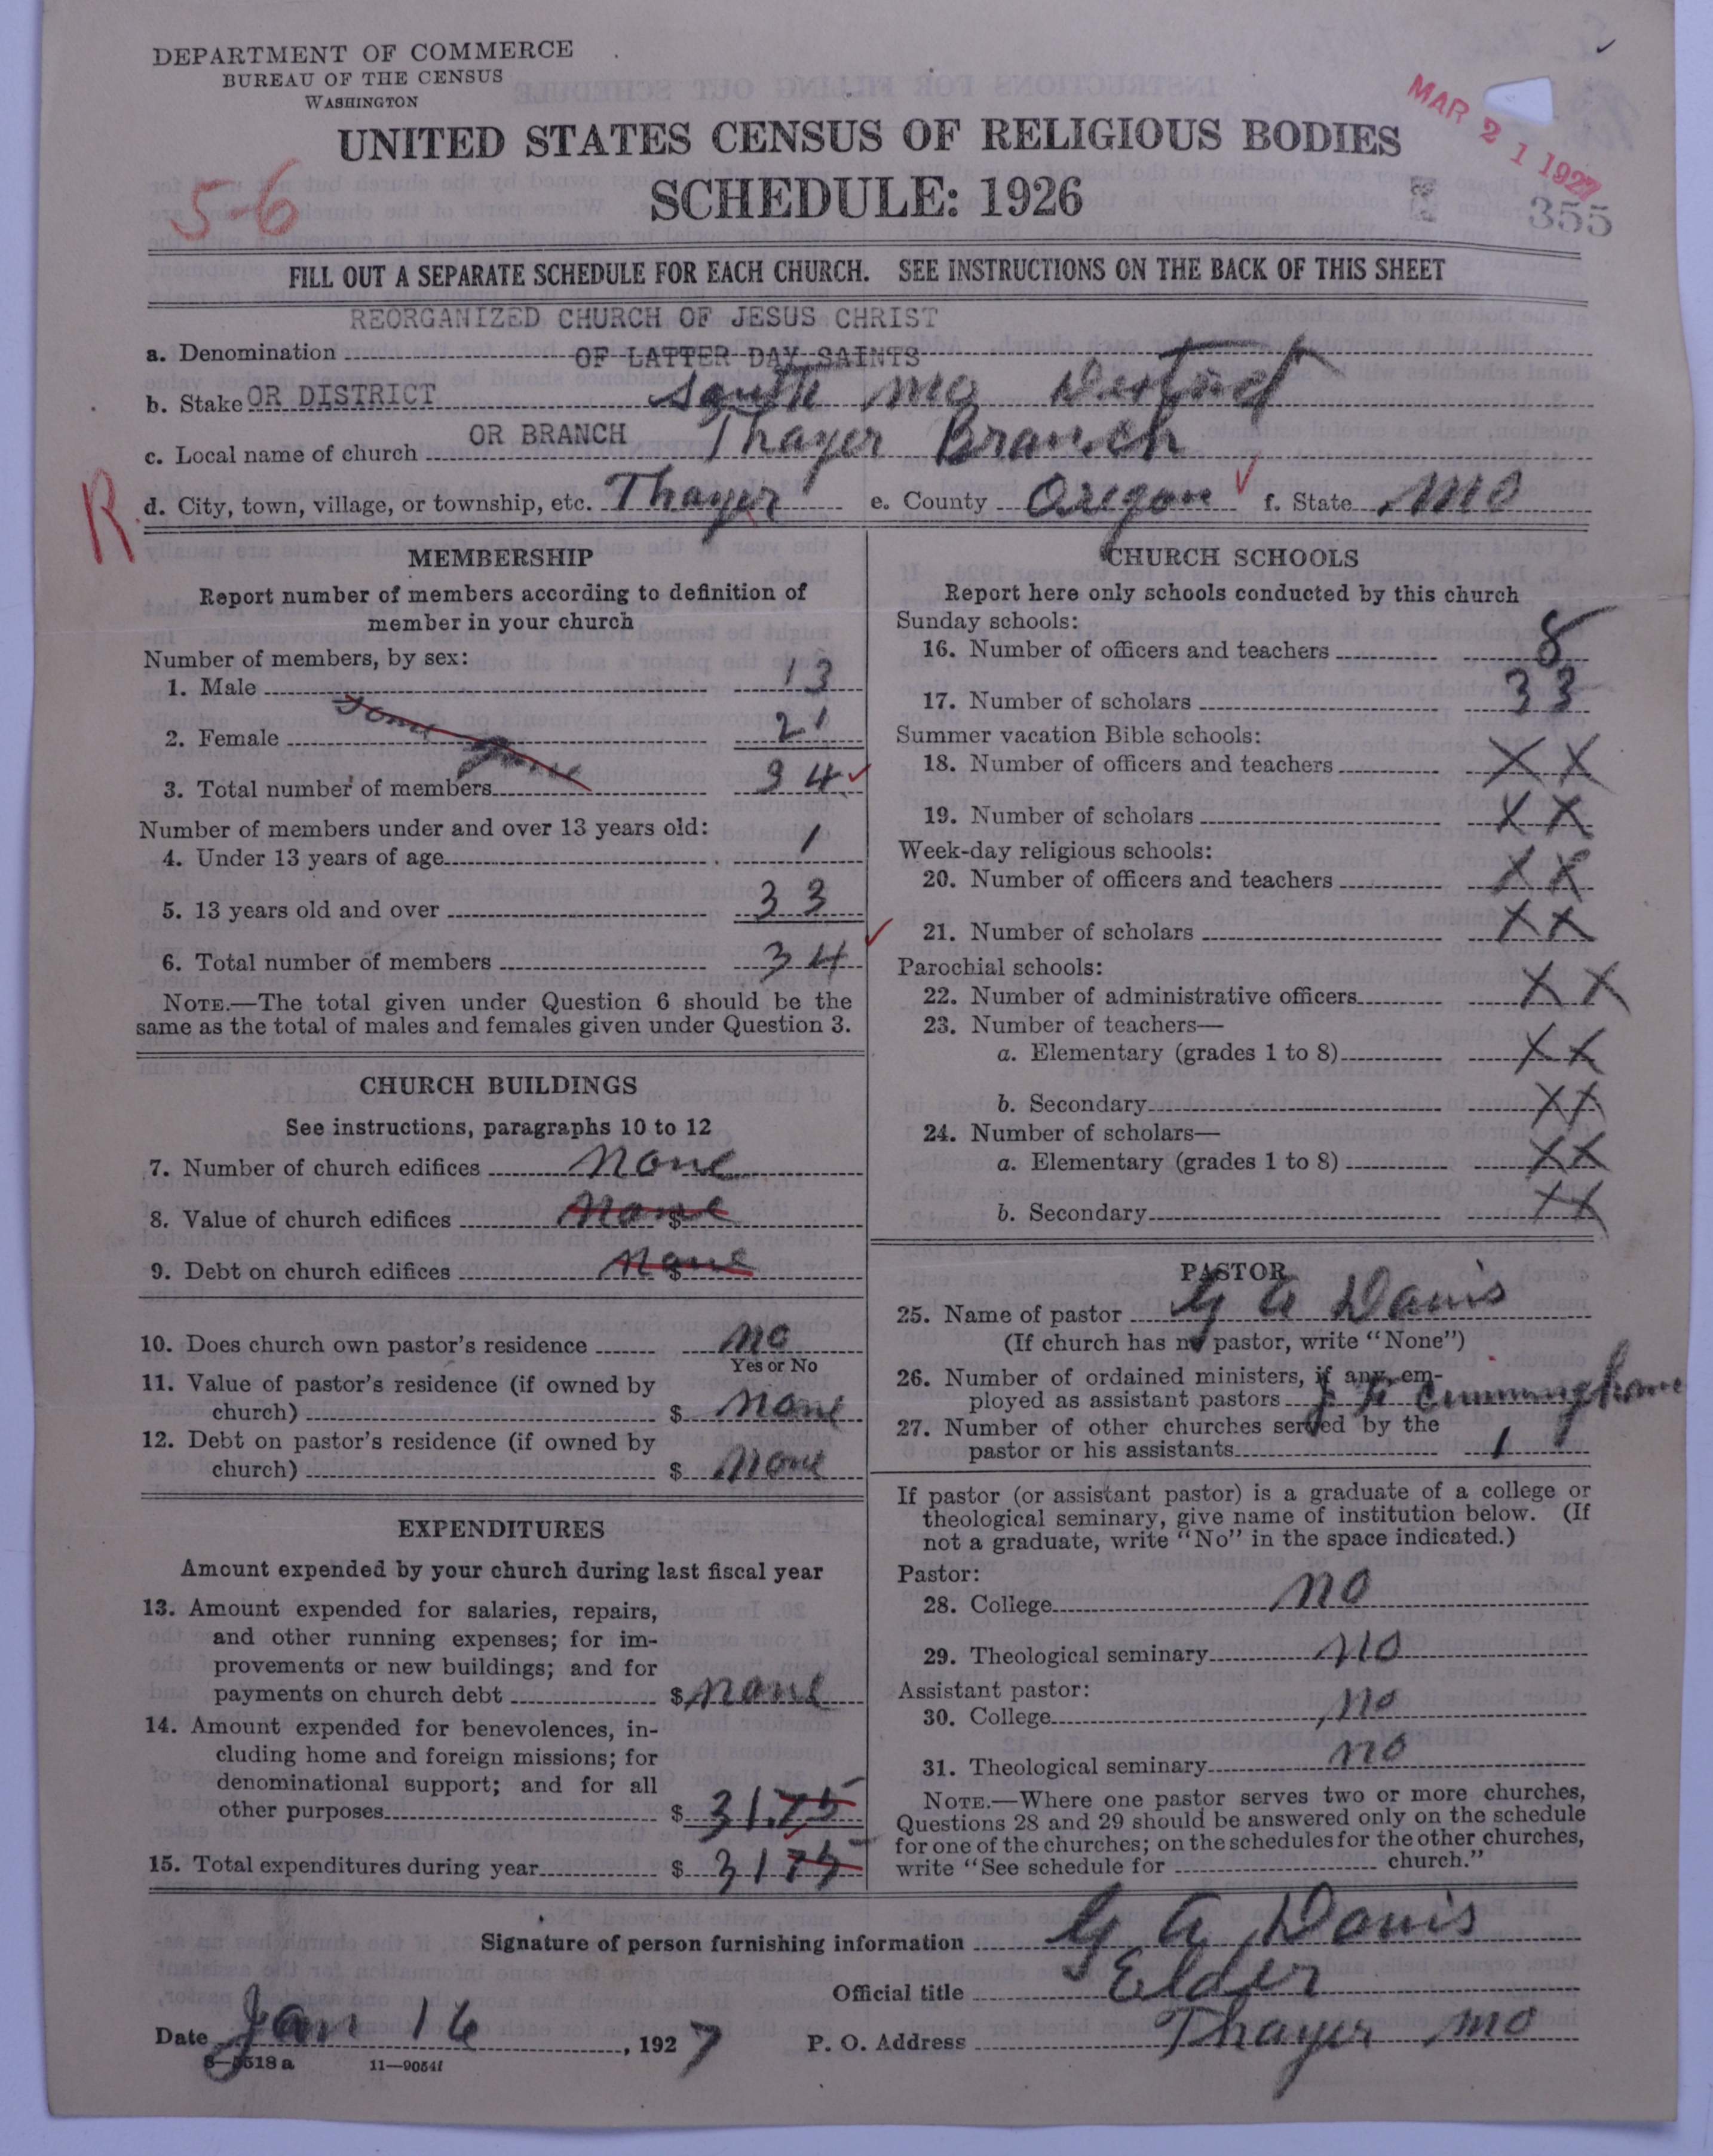 DEPARTMENT OF COMMERCE
BUREAU OF THE CENSUS
WASHINGTON
MAR 21 1927
UNITED STATES CENSUS OF RELIGIOUS BODIES
SCHEDULE: 1926
5-6
355
FILL OUT A SEPARATE SCHEDULE FOR EACH CHURCH. SEE INSTRUCTIONS ON THE BACK OF THIS SHEET
REORGANIZED CHURCH OF JESUS CHRIST
a. Denomination OF LATTER DAY SAINTS
b. Stake OR DISTRICT South Mo District
OR BRANCH
c. Local name of church Thayer Branch
R d. City, town, village, or township, etc. Thayer e. County Oregon f. State Mo
MEMBERSHIP
Report number of members according to definition of
member in your church
Number of members, by sex:
1. Male 13
2. Female 21
3. Total number of members 34
Number of members under and over 13 years old:
4. Under 13 years of age 1
5. 13 years old and over 33
6. Total number of members 34
NOTE.—The total given under Question 6 should be the
same as the total of males and females given under Question 3.
CHURCH BUILDINGS
See instructions, paragraphs 10 to 12
7. Number of church edifices none
8. Value of church edifices $ none
9. Debt on church edifices $ none
10. Does church own pastor's residence no
Yes or No
11. Value of pastor's residence (if owned by
church) $ none
12. Debt on pastor's residence (if owned by
church) $ none
EXPENDITURES
Amount expended by your church during last fiscal year
13. Amount expended for salaries, repairs,
and other running expenses; for im-
provements or new buildings; and for
payments on church debt $ none
14. Amount expended for benevolences, in-
cluding home and foreign missions; for
denominational support; and for all
other purposes $ 31.75
15. Total expenditures during year $ 3175
CHURCH SCHOOLS
Report here only schools conducted by this church
Sunday schools:
16. Number of officers and teachers 8
17. Number of scholars 33
Summer vacation Bible schools:
18. Number of officers and teachers XX
19. Number of scholars XX
Week-day religious schools:
20. Number of officers and teachers XX
21. Number of scholars XX
Parochial schools:
22. Number of administrative officers XX
23. Number of teachers—
a. Elementary (grades 1 to 8) XX
b. Secondary XX
24. Number of scholars—
a. Elementary (grades 1 to 8) XX
b. Secondary XX
PASTOR
25. Name of pastor G A Davis
(If church has no pastor, write "None")
26. Number of ordained ministers, if any, em-
ployed as assistant pastors Cunningham
27. Number of other churches served by the
pastor or his assistants 1
If pastor (or assistant pastor) is a graduate of a college or
theological seminary, give name of institution below. (If
not a graduate, write "No" in the space indicated.)
Pastor:
28. College no
29. Theological seminary no
Assistant pastor:
30. College no
31. Theological seminary no
NOTE.—Where one pastor serves two or more churches,
Questions 28 and 29 should be answered only on the schedule
for one of the churches; on the schedules for the other churches,
write "See schedule for church."
Signature of person furnishing information G A Davis
Official title Elder
Date Jan 16, 1927 P. O. Address Thayer Mo
8—5518a 11—9054f